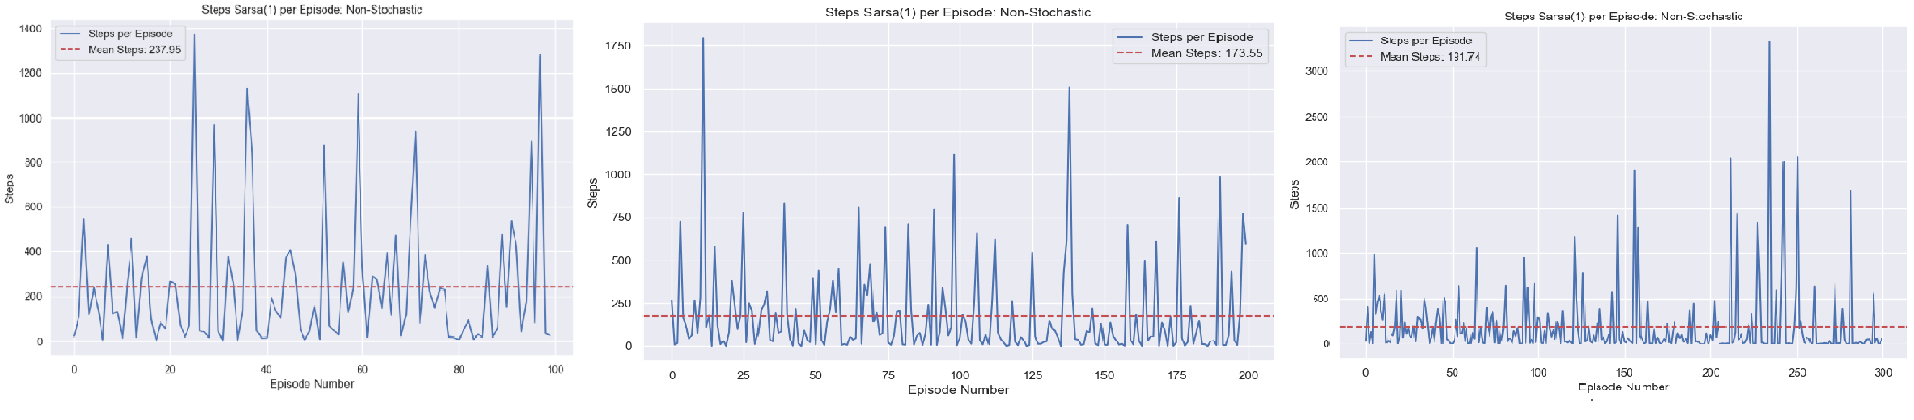 Steps Sarsa(1) per Episode: Non-Stochastic
Steps per Episode
Mean Steps: 237.95
1400
1200
1000
800
600
400
200
0
Steps
0 20 40 60 80 100
Episode Number
Steps Sarsa(1) per Episode: Non-Stochastic
Steps per Episode
Mean Steps: 173.55
1750
1500
1250
1000
750
500
250
0
Steps
0 25 50 75 100 125 150 175 200
Episode Number
Steps Sarsa(1) per Episode: Non-Stochastic
Steps per Episode
Mean Steps: 191.74
3000
2500
2000
1500
1000
500
0
Steps
0 50 100 150 200 250 300
Episode Number